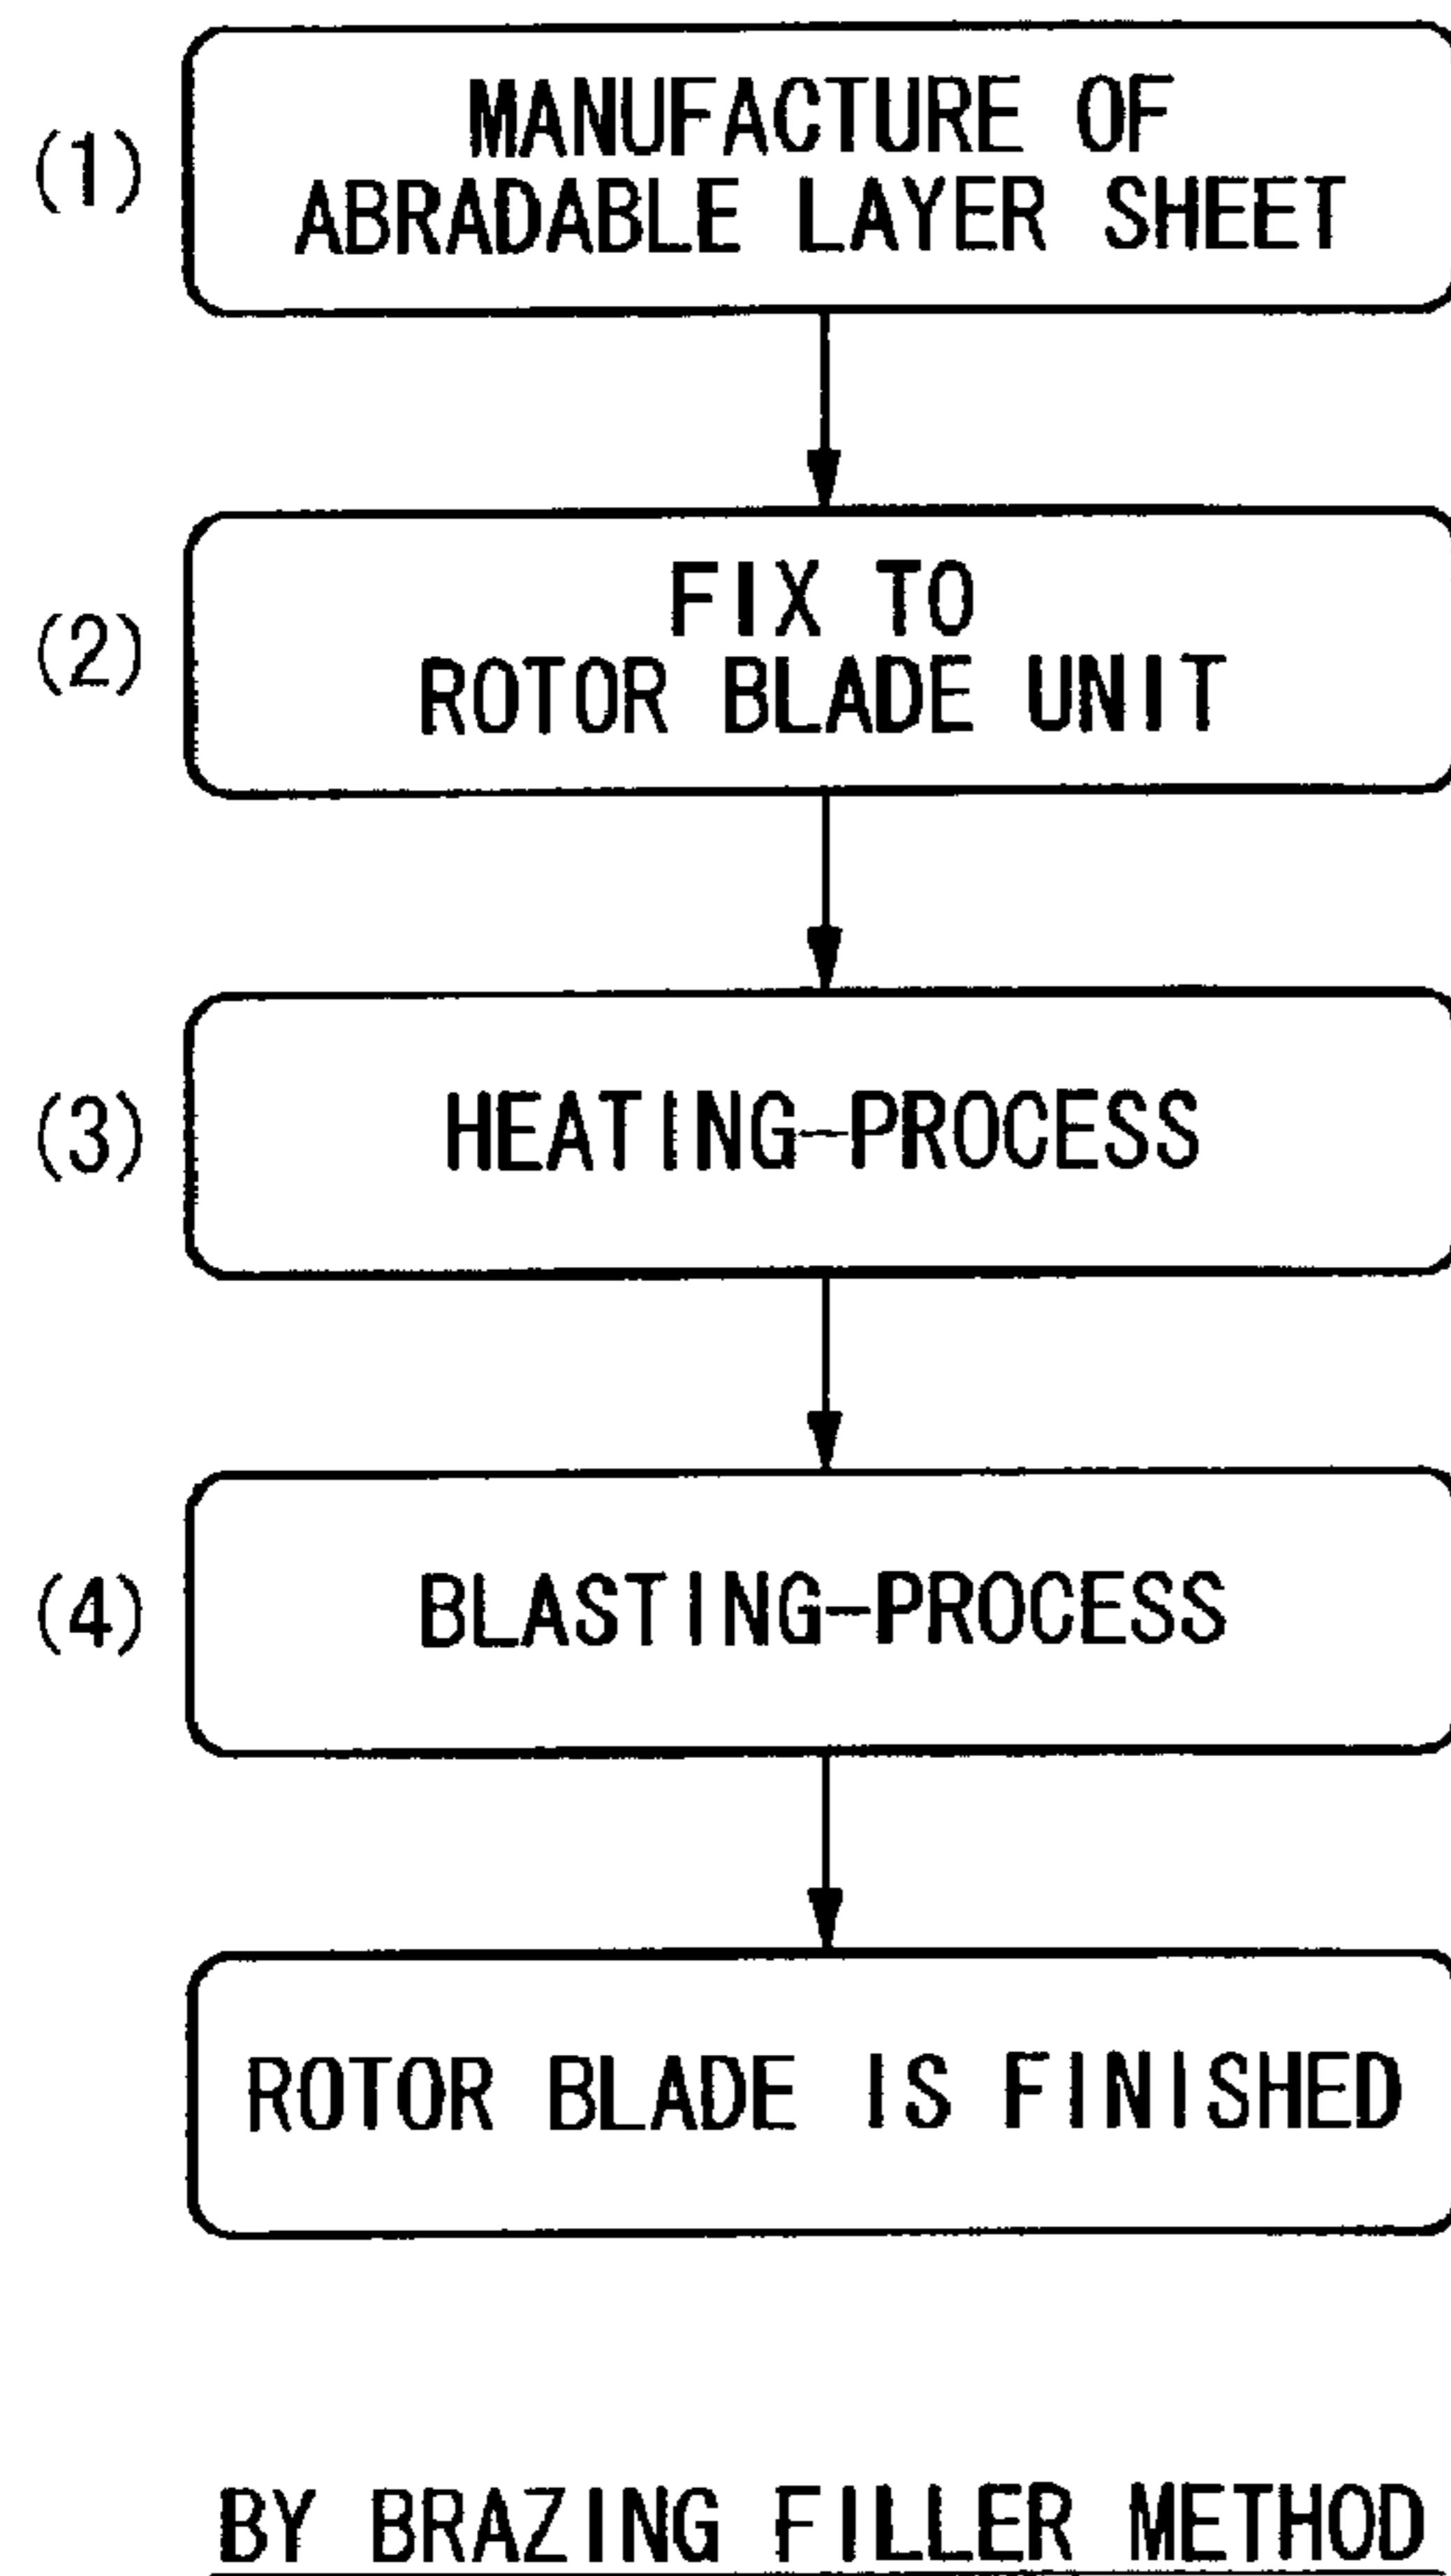 (1)
MANUFACTURE OF
ABRADABLE LAYER SHEET
(2)
FIX TO
ROTOR BLADE UNIT
(3)
HEATING-PROCESS
(4)
BLASTING-PROCESS
ROTOR BLADE IS FINISHED
BY BRAZING FILLER METHOD